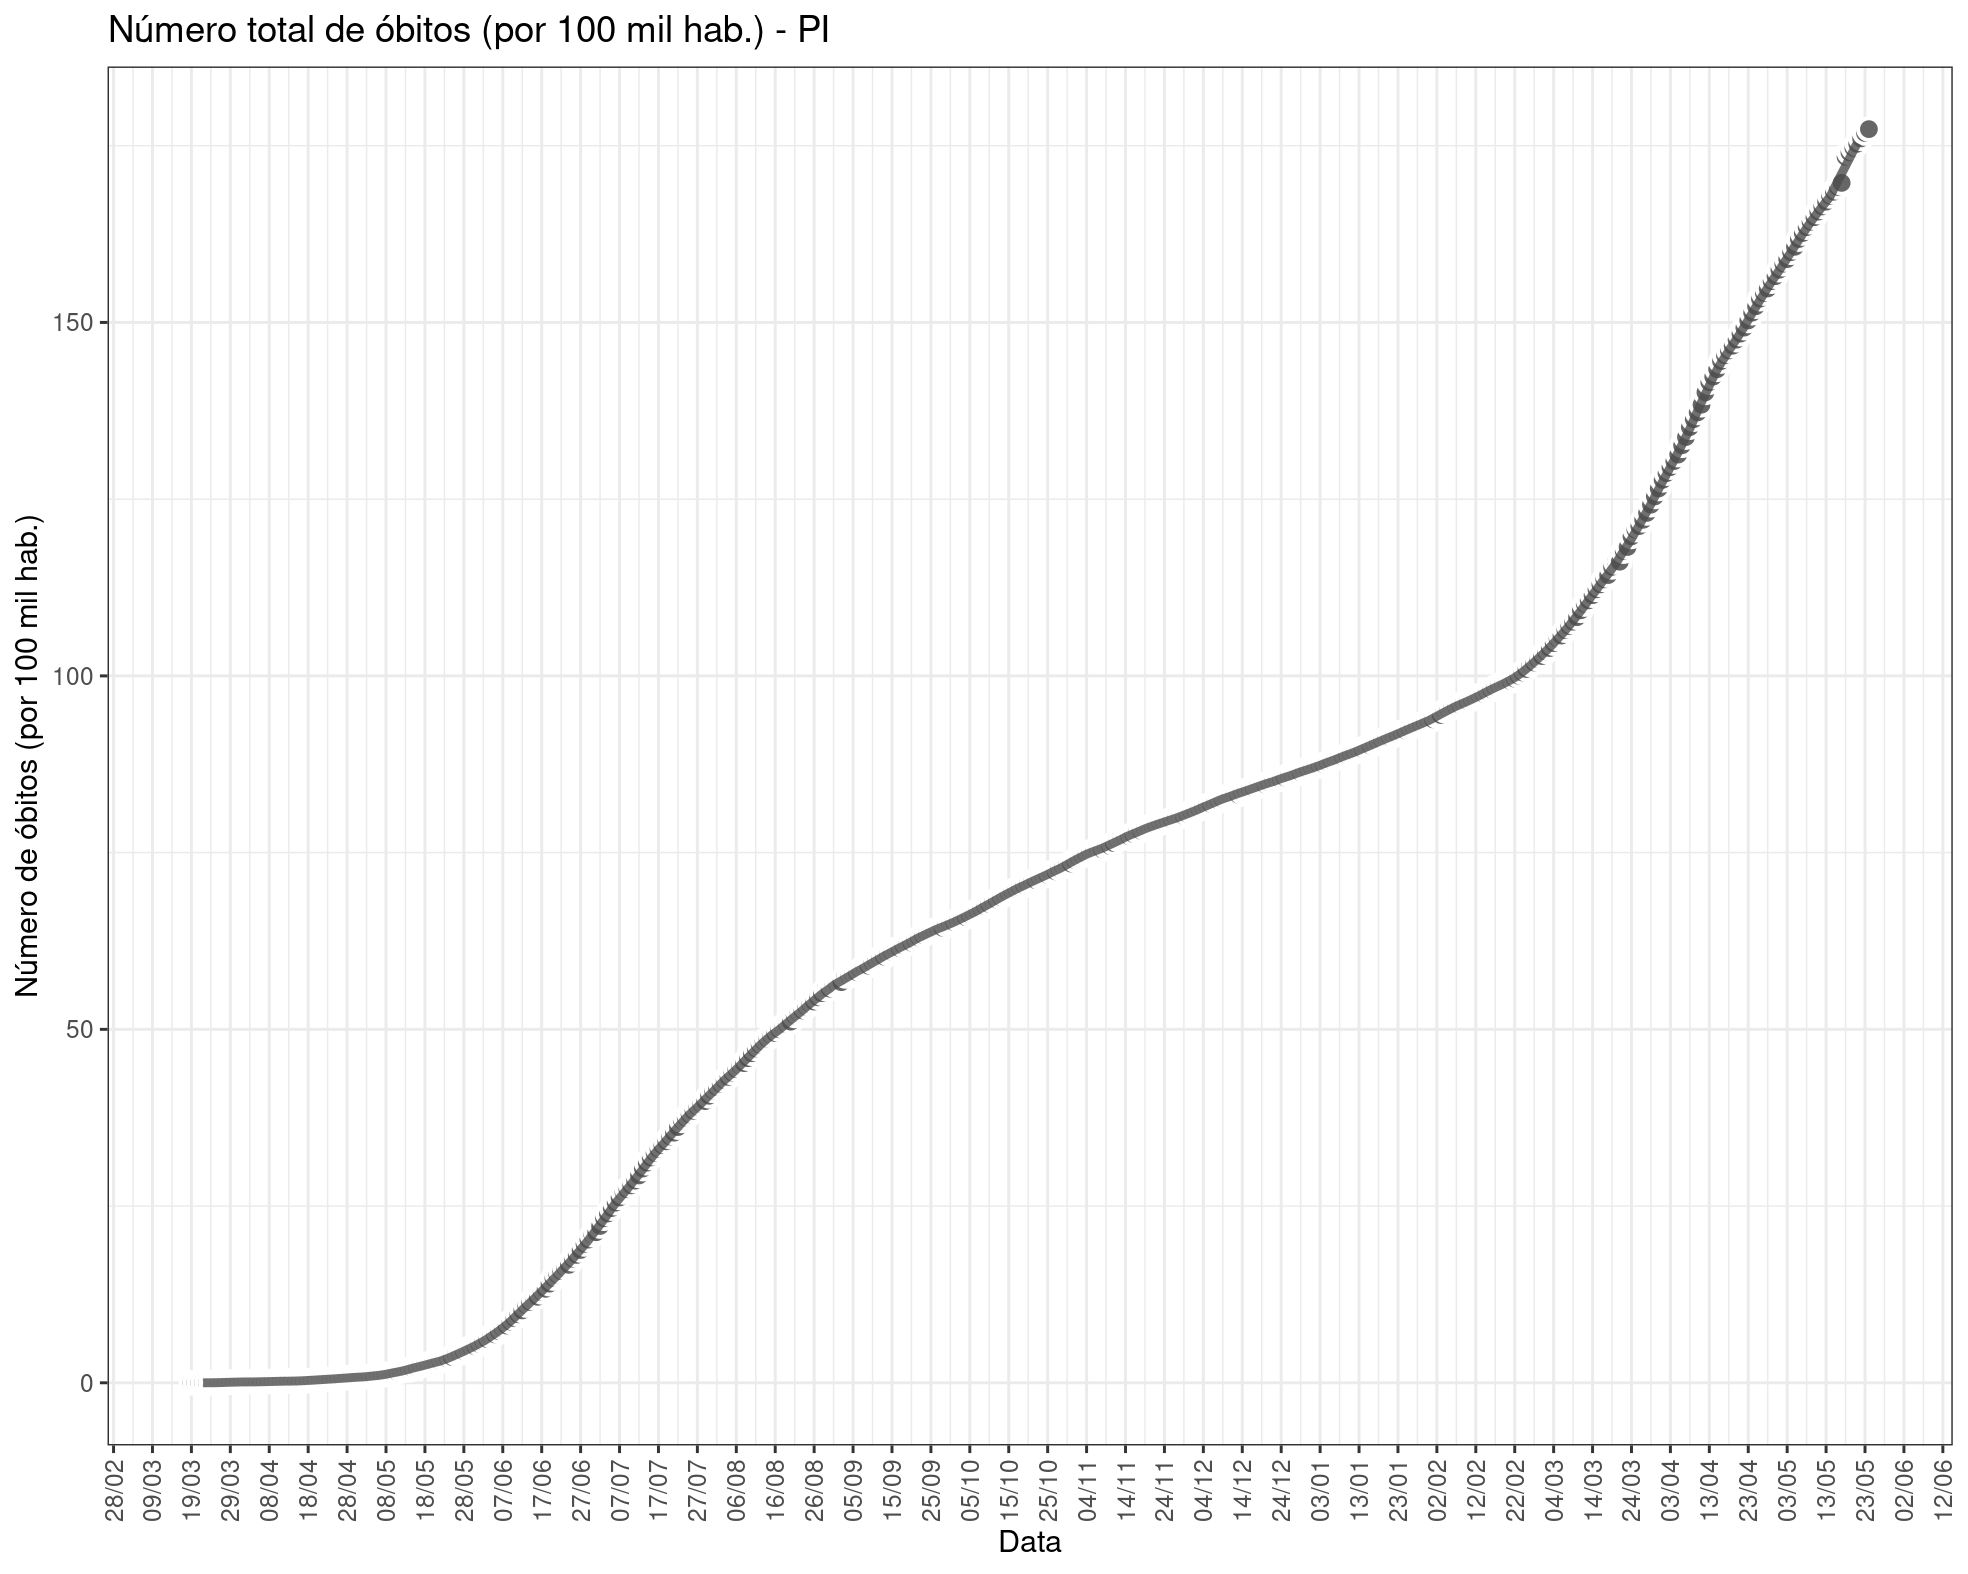 Número total de óbitos (por 100 mil hab.) - PI
Número de óbitos (por 100 mil hab.)
150
100
50
0
28/02 09/03 19/03 29/03 08/04 18/04 28/04 08/05 18/05 28/05 07/06 17/06 27/06 07/07 17/07 27/07 06/08 16/08 26/08 05/09 15/09 25/09 05/10 15/10 25/10 04/11 14/11 24/11 04/12 14/12 24/12 03/01 13/01 23/01 02/02 12/02 22/02 04/03 14/03 24/03 03/04 13/04 23/04 03/05 13/05 23/05 02/06 12/06
Data